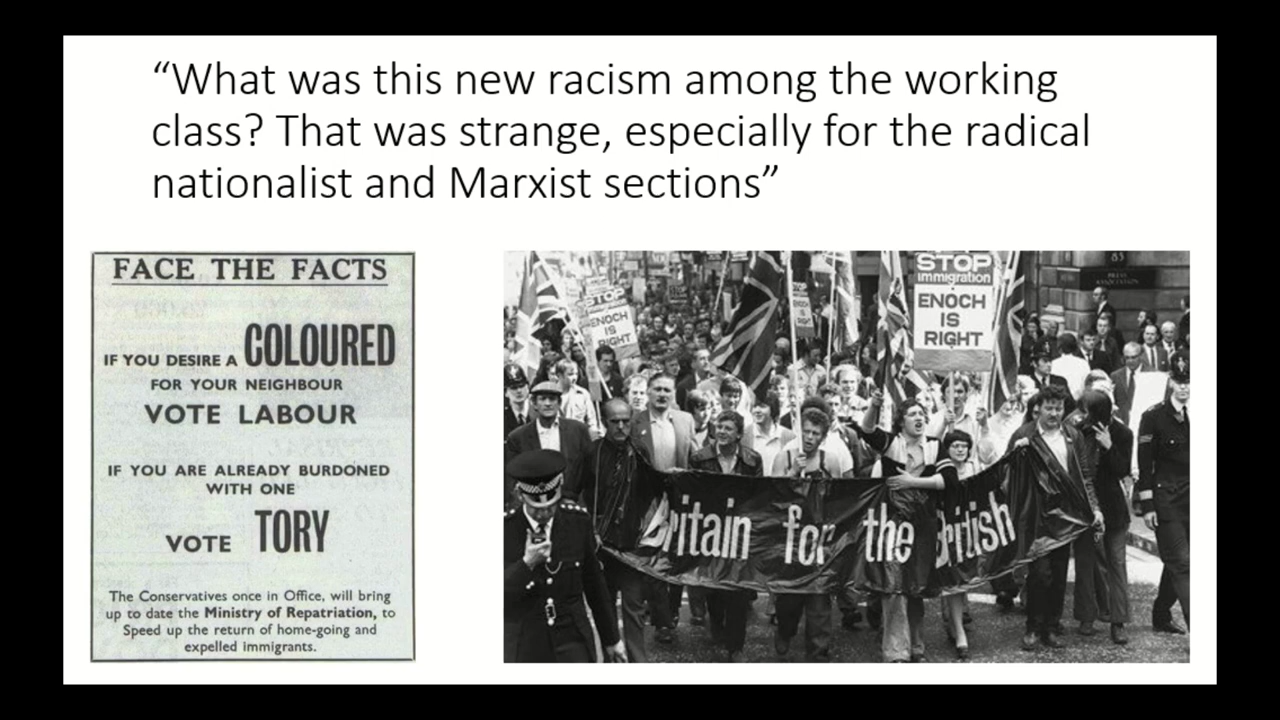 “What was this new racism among the working
class? That was strange, especially for the radical
nationalist and Marxist sections”
FACE THE FACTS
IF YOU DESIRE A COLOURED
FOR YOUR NEIGHBOUR
VOTE LABOUR
IF YOU ARE ALREADY BURDONED
WITH ONE
VOTE TORY
The Conservatives once in Office, will bring
up to date the Ministry of Repatriation, to
Speed up the return of home-going and
expelled immigrants.
STOP
immigration
ENOCH
IS
RIGHT
STOP
ENOCH
IS
RIGHT
83
Britain for the British